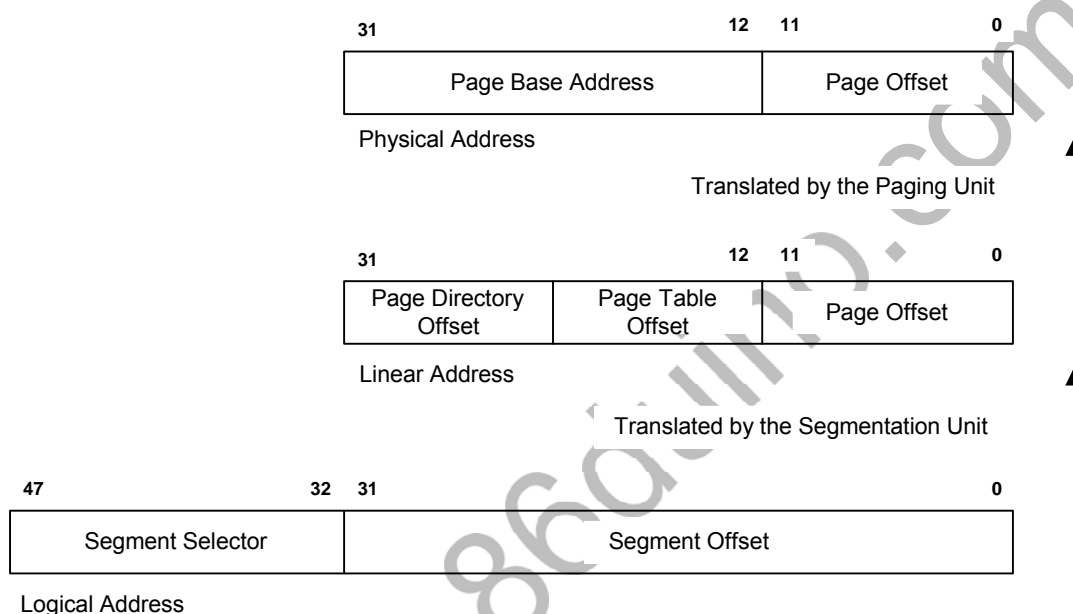 31 12 11 0
Page Base Address Page Offset
Physical Address
Translated by the Paging Unit
31 12 11 0
Page Directory Offset Page Table Offset Page Offset
Linear Address
Translated by the Segmentation Unit
47 32 31 0
Segment Selector Segment Offset
Logical Address
86duino.com